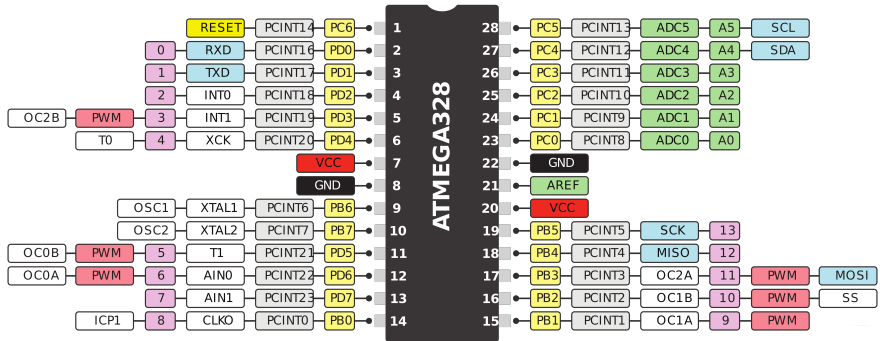 RESET PCINT14 PC6 1 28 PC5 PCINT13 ADC5 A5 SCL
0 RXD PCINT16 PD0 2 27 PC4 PCINT12 ADC4 A4 SDA
1 TXD PCINT17 PD1 3 26 PC3 PCINT11 ADC3 A3
2 INT0 PCINT18 PD2 4 25 PC2 PCINT10 ADC2 A2
OC2B PWM 3 INT1 PCINT19 PD3 5 24 PC1 PCINT9 ADC1 A1
T0 4 XCK PCINT20 PD4 6 23 PC0 PCINT8 ADC0 A0
VCC 7 22 GND
GND 8 21 AREF
OSC1 XTAL1 PCINT6 PB6 9 20 VCC
OSC2 XTAL2 PCINT7 PB7 10 19 PB5 PCINT5 SCK 13
OC0B PWM 5 T1 PCINT21 PD5 11 18 PB4 PCINT4 MISO 12
OC0A PWM 6 AIN0 PCINT22 PD6 12 17 PB3 PCINT3 OC2A 11 PWM MOSI
7 AIN1 PCINT23 PD7 13 16 PB2 PCINT2 OC1B 10 PWM SS
ICP1 8 CLKO PCINT0 PB0 14 15 PB1 PCINT1 OC1A 9 PWM
ATMEGA328